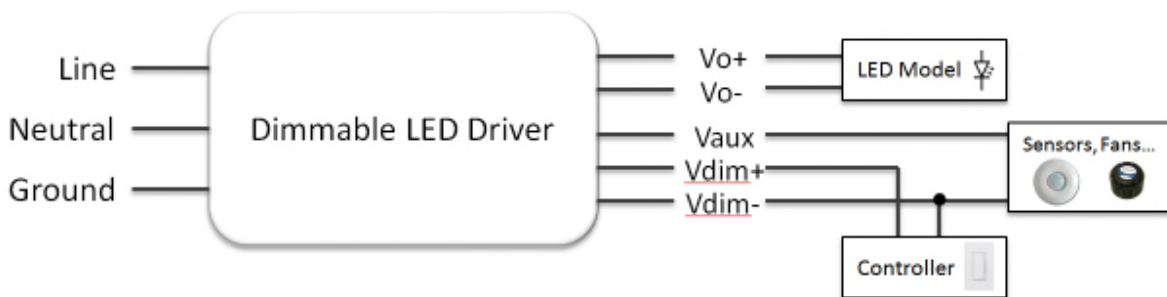 Line
Neutral
Ground
Dimmable LED Driver
Vo+
Vo-
Vaux
Vdim+
Vdim-
LED Model
Sensors, Fans...
Controller